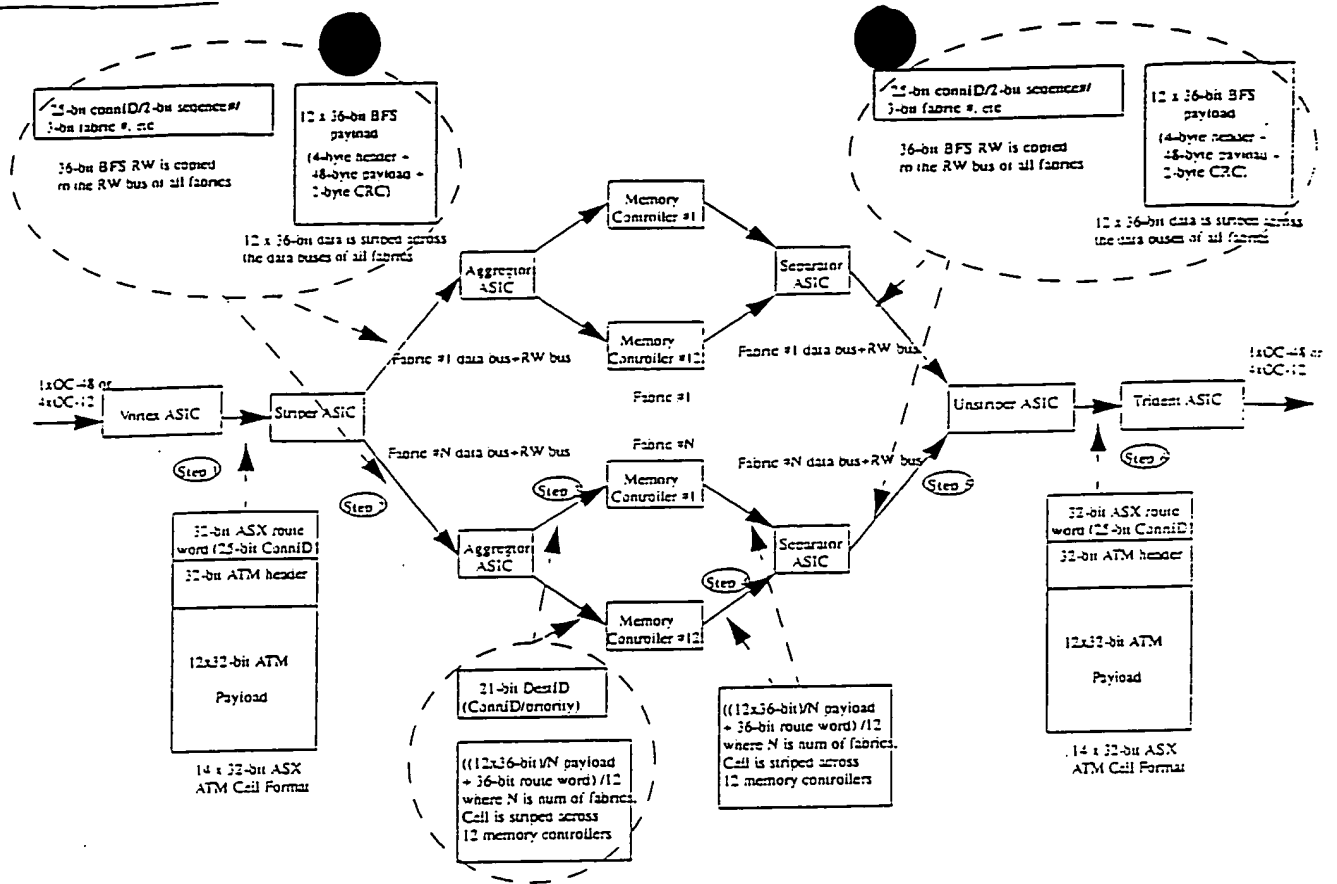 25-bit connID/2-bit sequence#/
3-bit fabric #, etc
36-bit BFS RW is copied
to the RW bus of all fabrics
12 x 36-bit BFS
payload
(4-byte header +
48-byte payload +
2-byte CRC)
12 x 36-bit data is striped across
the data buses of all fabrics
25-bit connID/2-bit sequence#/
3-bit fabric #, etc
36-bit BFS RW is copied
to the RW bus of all fabrics
12 x 36-bit BFS
payload
(4-byte header +
48-byte payload +
2-byte CRC)
12 x 36-bit data is striped across
the data buses of all fabrics
Memory
Controller #1
Aggregtor
ASIC
Separator
ASIC
Memory
Controller #12
Fabric #1 data bus+RW bus
Fabric #1 data bus+RW bus
Fabric #1
1xOC-48 or
4xOC-12
Vortex ASIC
Striper ASIC
Unstriper ASIC
Trident ASIC
1xOC-48 or
4xOC-12
Fabric #N
Fabric #N data bus+RW bus
Fabric #N data bus+RW bus
Step 1
Step
Step
Memory
Controller #1
Step
Step
32-bit ASX route
word (25-bit ConnID)
32-bit ATM header
12x32-bit ATM
Payload
14 x 32-bit ASX
ATM Cell Format
Aggregtor
ASIC
Separator
ASIC
Step
Memory
Controller #12
21-bit DestID
(ConnID/priority)
((12x36-bit)/N payload
+ 36-bit route word) /12
where N is num of fabrics.
Cell is striped across
12 memory controllers
((12x36-bit)/N payload
+ 36-bit route word) /12
where N is num of fabrics.
Cell is striped across
12 memory controllers
32-bit ASX route
word (25-bit ConnID)
32-bit ATM header
12x32-bit ATM
Payload
14 x 32-bit ASX
ATM Cell Format